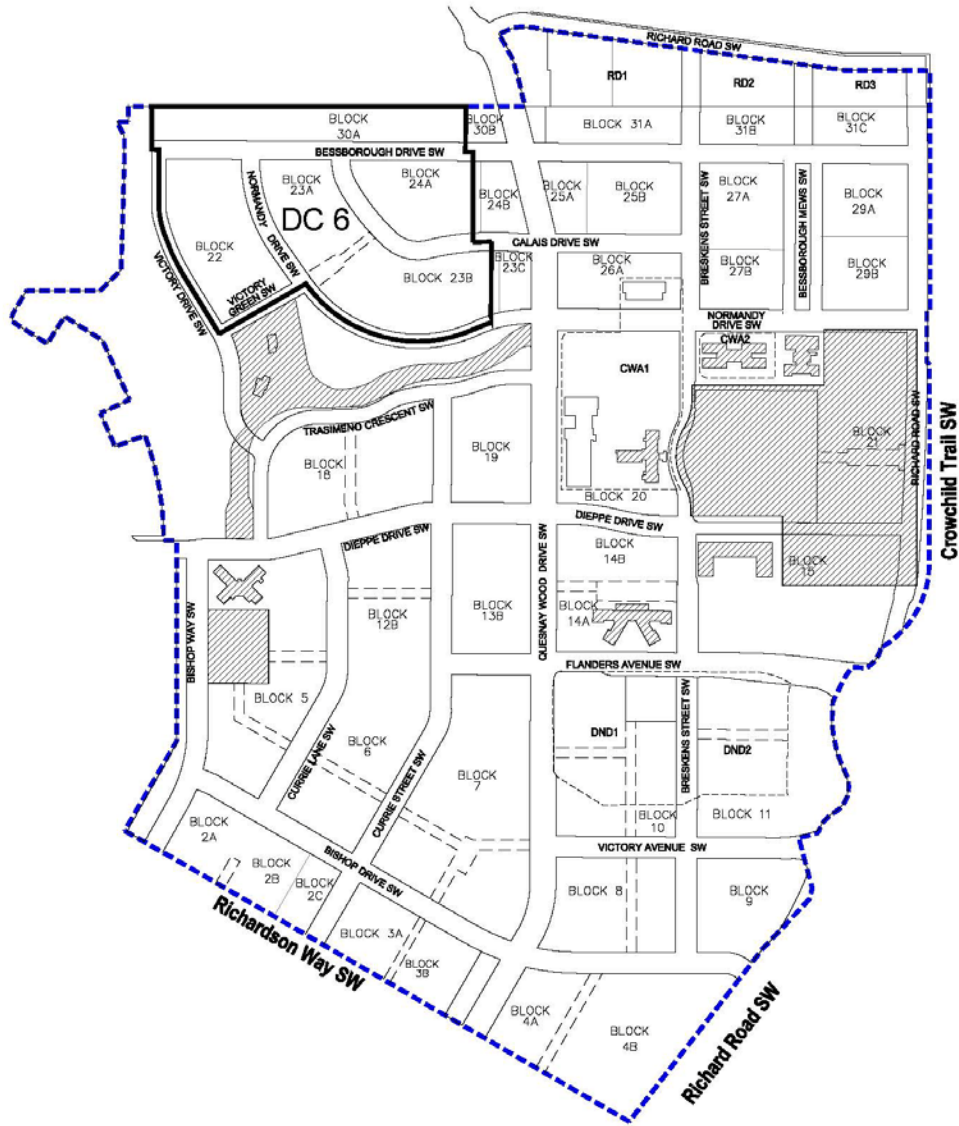 RICHARD ROAD SW
RD1
RD2
RD3
BLOCK
30A
BLOCK
30B
BLOCK 31A
BLOCK
31B
BLOCK
31C
BESSBOROUGH DRIVE SW
BLOCK
22
NORMANDY DRIVE SW
BLOCK
23A
DC 6
BLOCK
24A
BLOCK
24B
BLOCK
25A
BLOCK
25B
BRESKENS STREET SW
BLOCK
27A
BESSBOROUGH MEWS SW
BLOCK
29A
CALAIS DRIVE SW
VICTORY DRIVE SW
VICTORY
GREEN SW
BLOCK 23B
BLOCK
23C
BLOCK
26A
BLOCK
27B
BLOCK
29B
NORMANDY
DRIVE SW
CWA2
CWA1
TRASIMENO CRESCENT SW
BLOCK
18
BLOCK
19
BLOCK
21
RICHARD ROAD SW
Crowchild Trail SW
BLOCK 20
DIEPPE DRIVE SW
DIEPPE DRIVE SW
QUESNAY WOOD DRIVE SW
BLOCK
14B
BLOCK
15
BISHOP WAY SW
BLOCK
12B
BLOCK
13B
BLOCK
14A
FLANDERS AVENUE SW
BLOCK 5
CURRIE LANE SW
BLOCK
6
CURRIE STREET SW
BLOCK
7
DND1
BRESKENS STREET SW
DND2
BLOCK
10
BLOCK 11
VICTORY AVENUE SW
BLOCK
2A
BLOCK
2B
BLOCK
2C
BISHOP DRIVE SW
BLOCK 8
BLOCK
9
Richardson Way SW
BLOCK 3A
BLOCK
3B
BLOCK
4A
BLOCK
4B
Richard Road SW